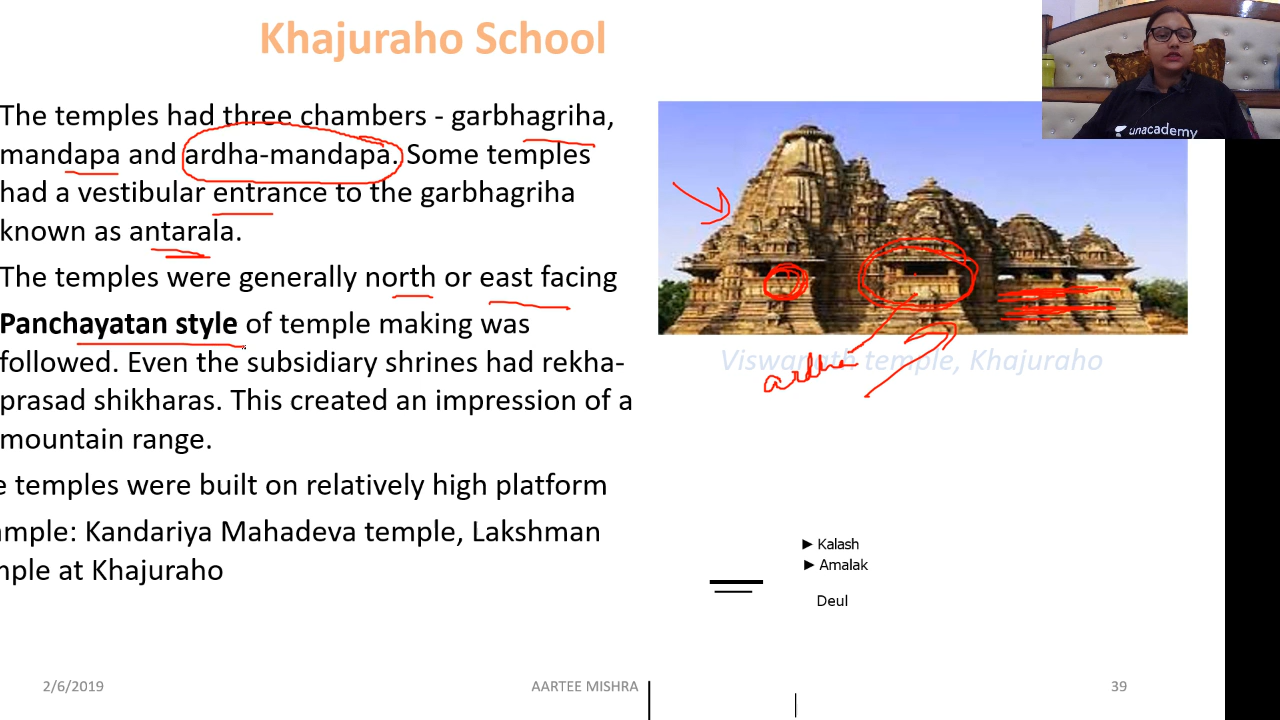 Khajuraho School
unacademy
The temples had three chambers - garbhagriha,
mandapa and ardha-mandapa. Some temples
had a vestibular entrance to the garbhagriha
known as antarala.
The temples were generally north or east facing
Panchayatan style of temple making was
followed. Even the subsidiary shrines had rekha-
prasad shikharas. This created an impression of a
mountain range.
e temples were built on relatively high platform
ample: Kandariya Mahadeva temple, Lakshman
mple at Khajuraho
Viswanath temple, Khajuraho
ardha
Kalash
Amalak
Deul
2/6/2019
AARTEE MISHRA
39